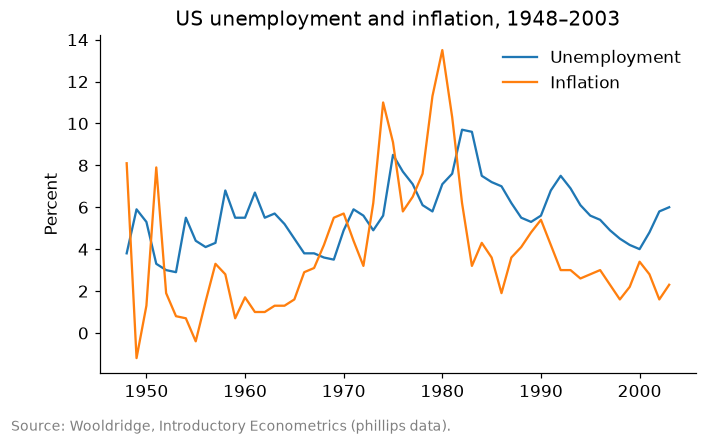 US unemployment and inflation, 1948–2003
Unemployment
Inflation
Percent
14
12
10
8
6
4
2
0
1950 1960 1970 1980 1990 2000
Source: Wooldridge, Introductory Econometrics (phillips data).